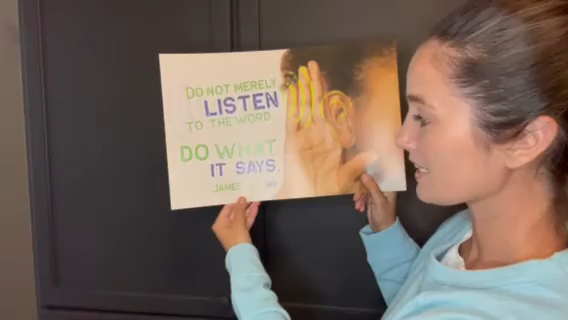 DO NOT MERELY
LISTEN
TO THE WORD.
DO WHAT
IT SAYS.
JAMES